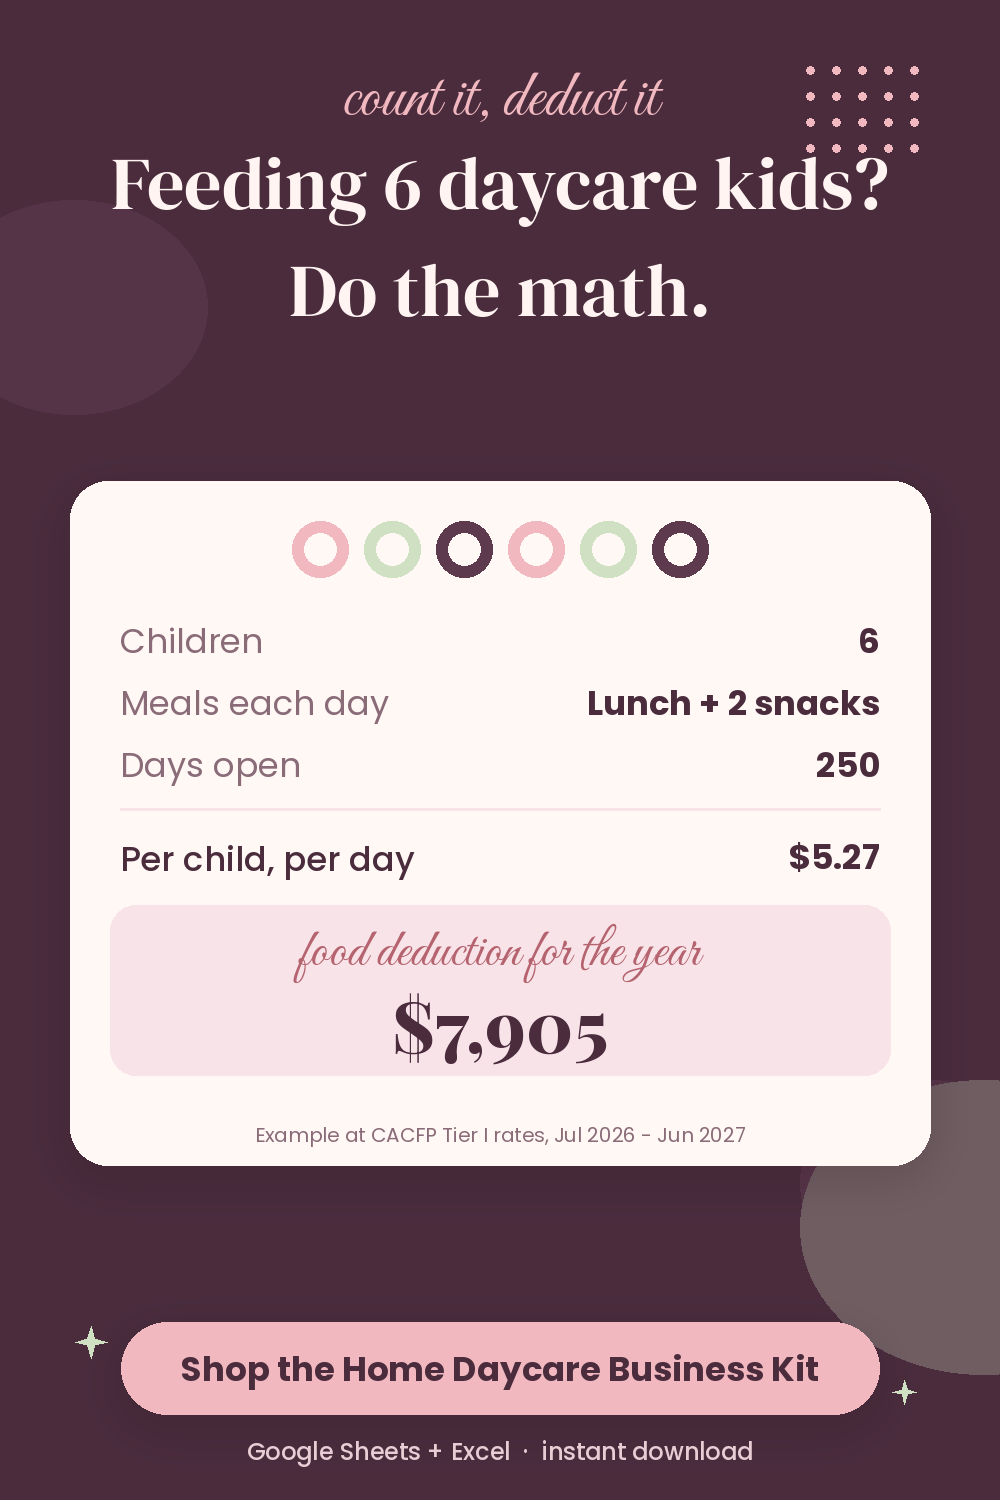 count it, deduct it
Feeding 6 daycare kids?
Do the math.
Children 6
Meals each day Lunch + 2 snacks
Days open 250
Per child, per day $5.27
food deduction for the year
$7,905
Example at CACFP Tier I rates, Jul 2026 - Jun 2027
Shop the Home Daycare Business Kit
Google Sheets + Excel · instant download